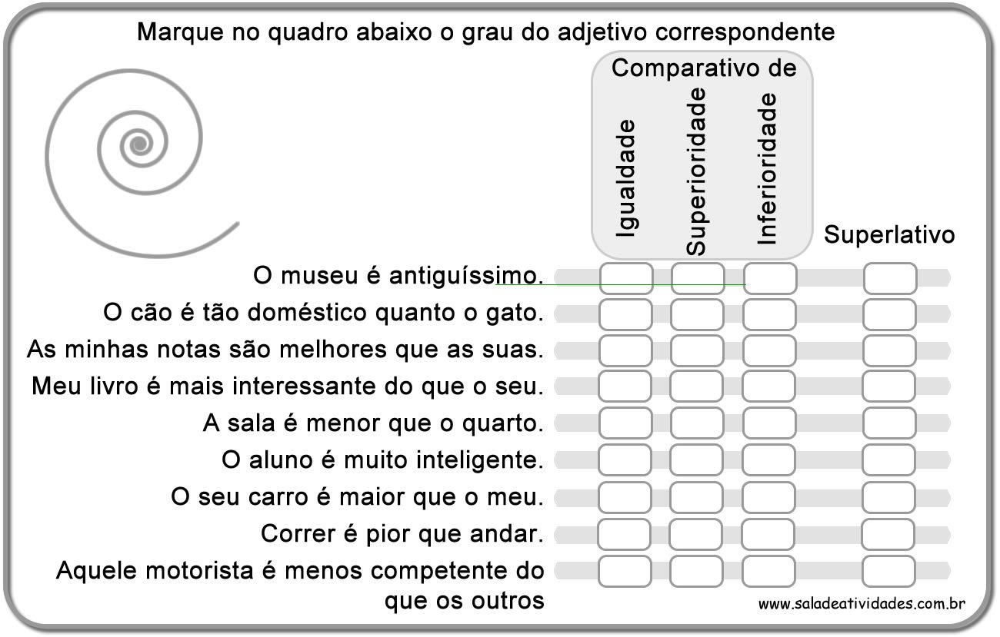 Marque no quadro abaixo o grau do adjetivo correspondente
Comparativo de
Igualdade
Superioridade
Inferioridade
Superlativo
O museu é antiguíssimo.
O cão é tão doméstico quanto o gato.
As minhas notas são melhores que as suas.
Meu livro é mais interessante do que o seu.
A sala é menor que o quarto.
O aluno é muito inteligente.
O seu carro é maior que o meu.
Correr é pior que andar.
Aquele motorista é menos competente do
que os outros
www.saladeatividades.com.br